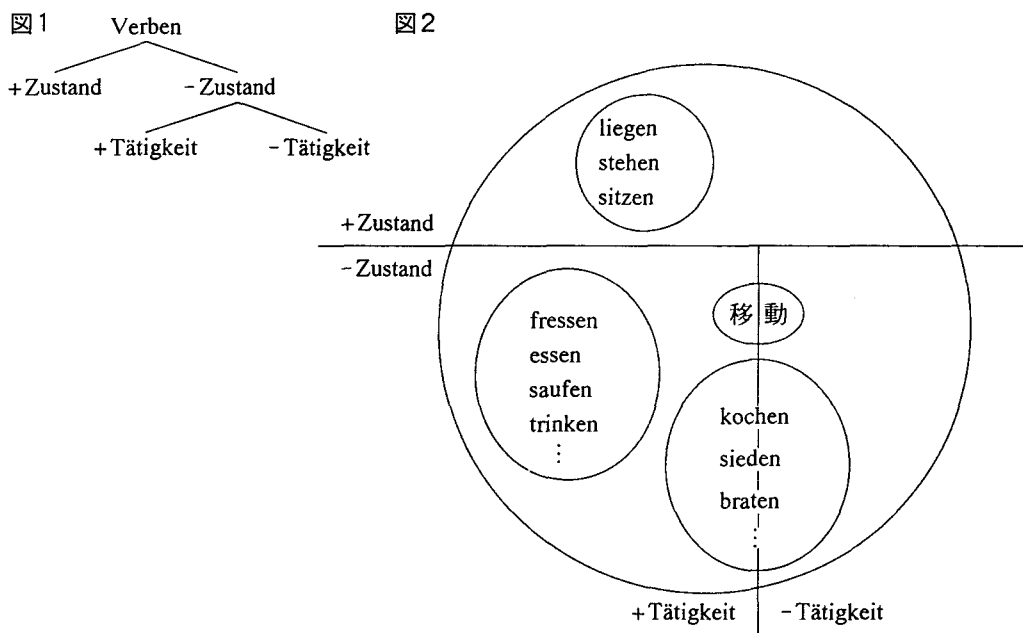 図1
Verben
+Zustand -Zustand
+Tätigkeit -Tätigkeit
図2
liegen
stehen
sitzen
+Zustand
-Zustand
fressen
essen
saufen
trinken
⋮
移動
kochen
sieden
braten
⋮
+Tätigkeit -Tätigkeit